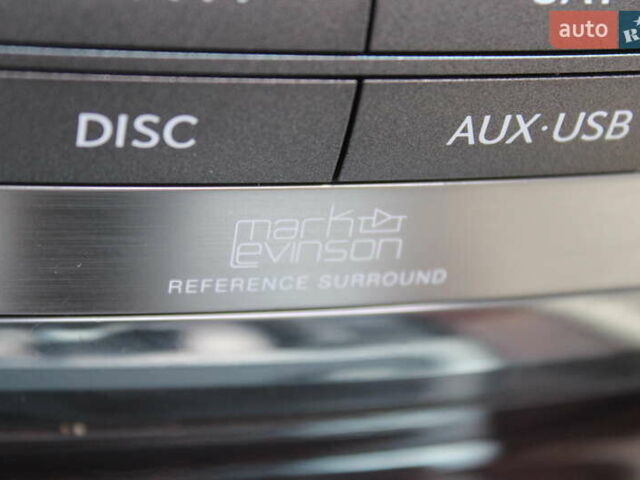 auto
DISC
AUX·USB
mark
Levinson
REFERENCE SURROUND